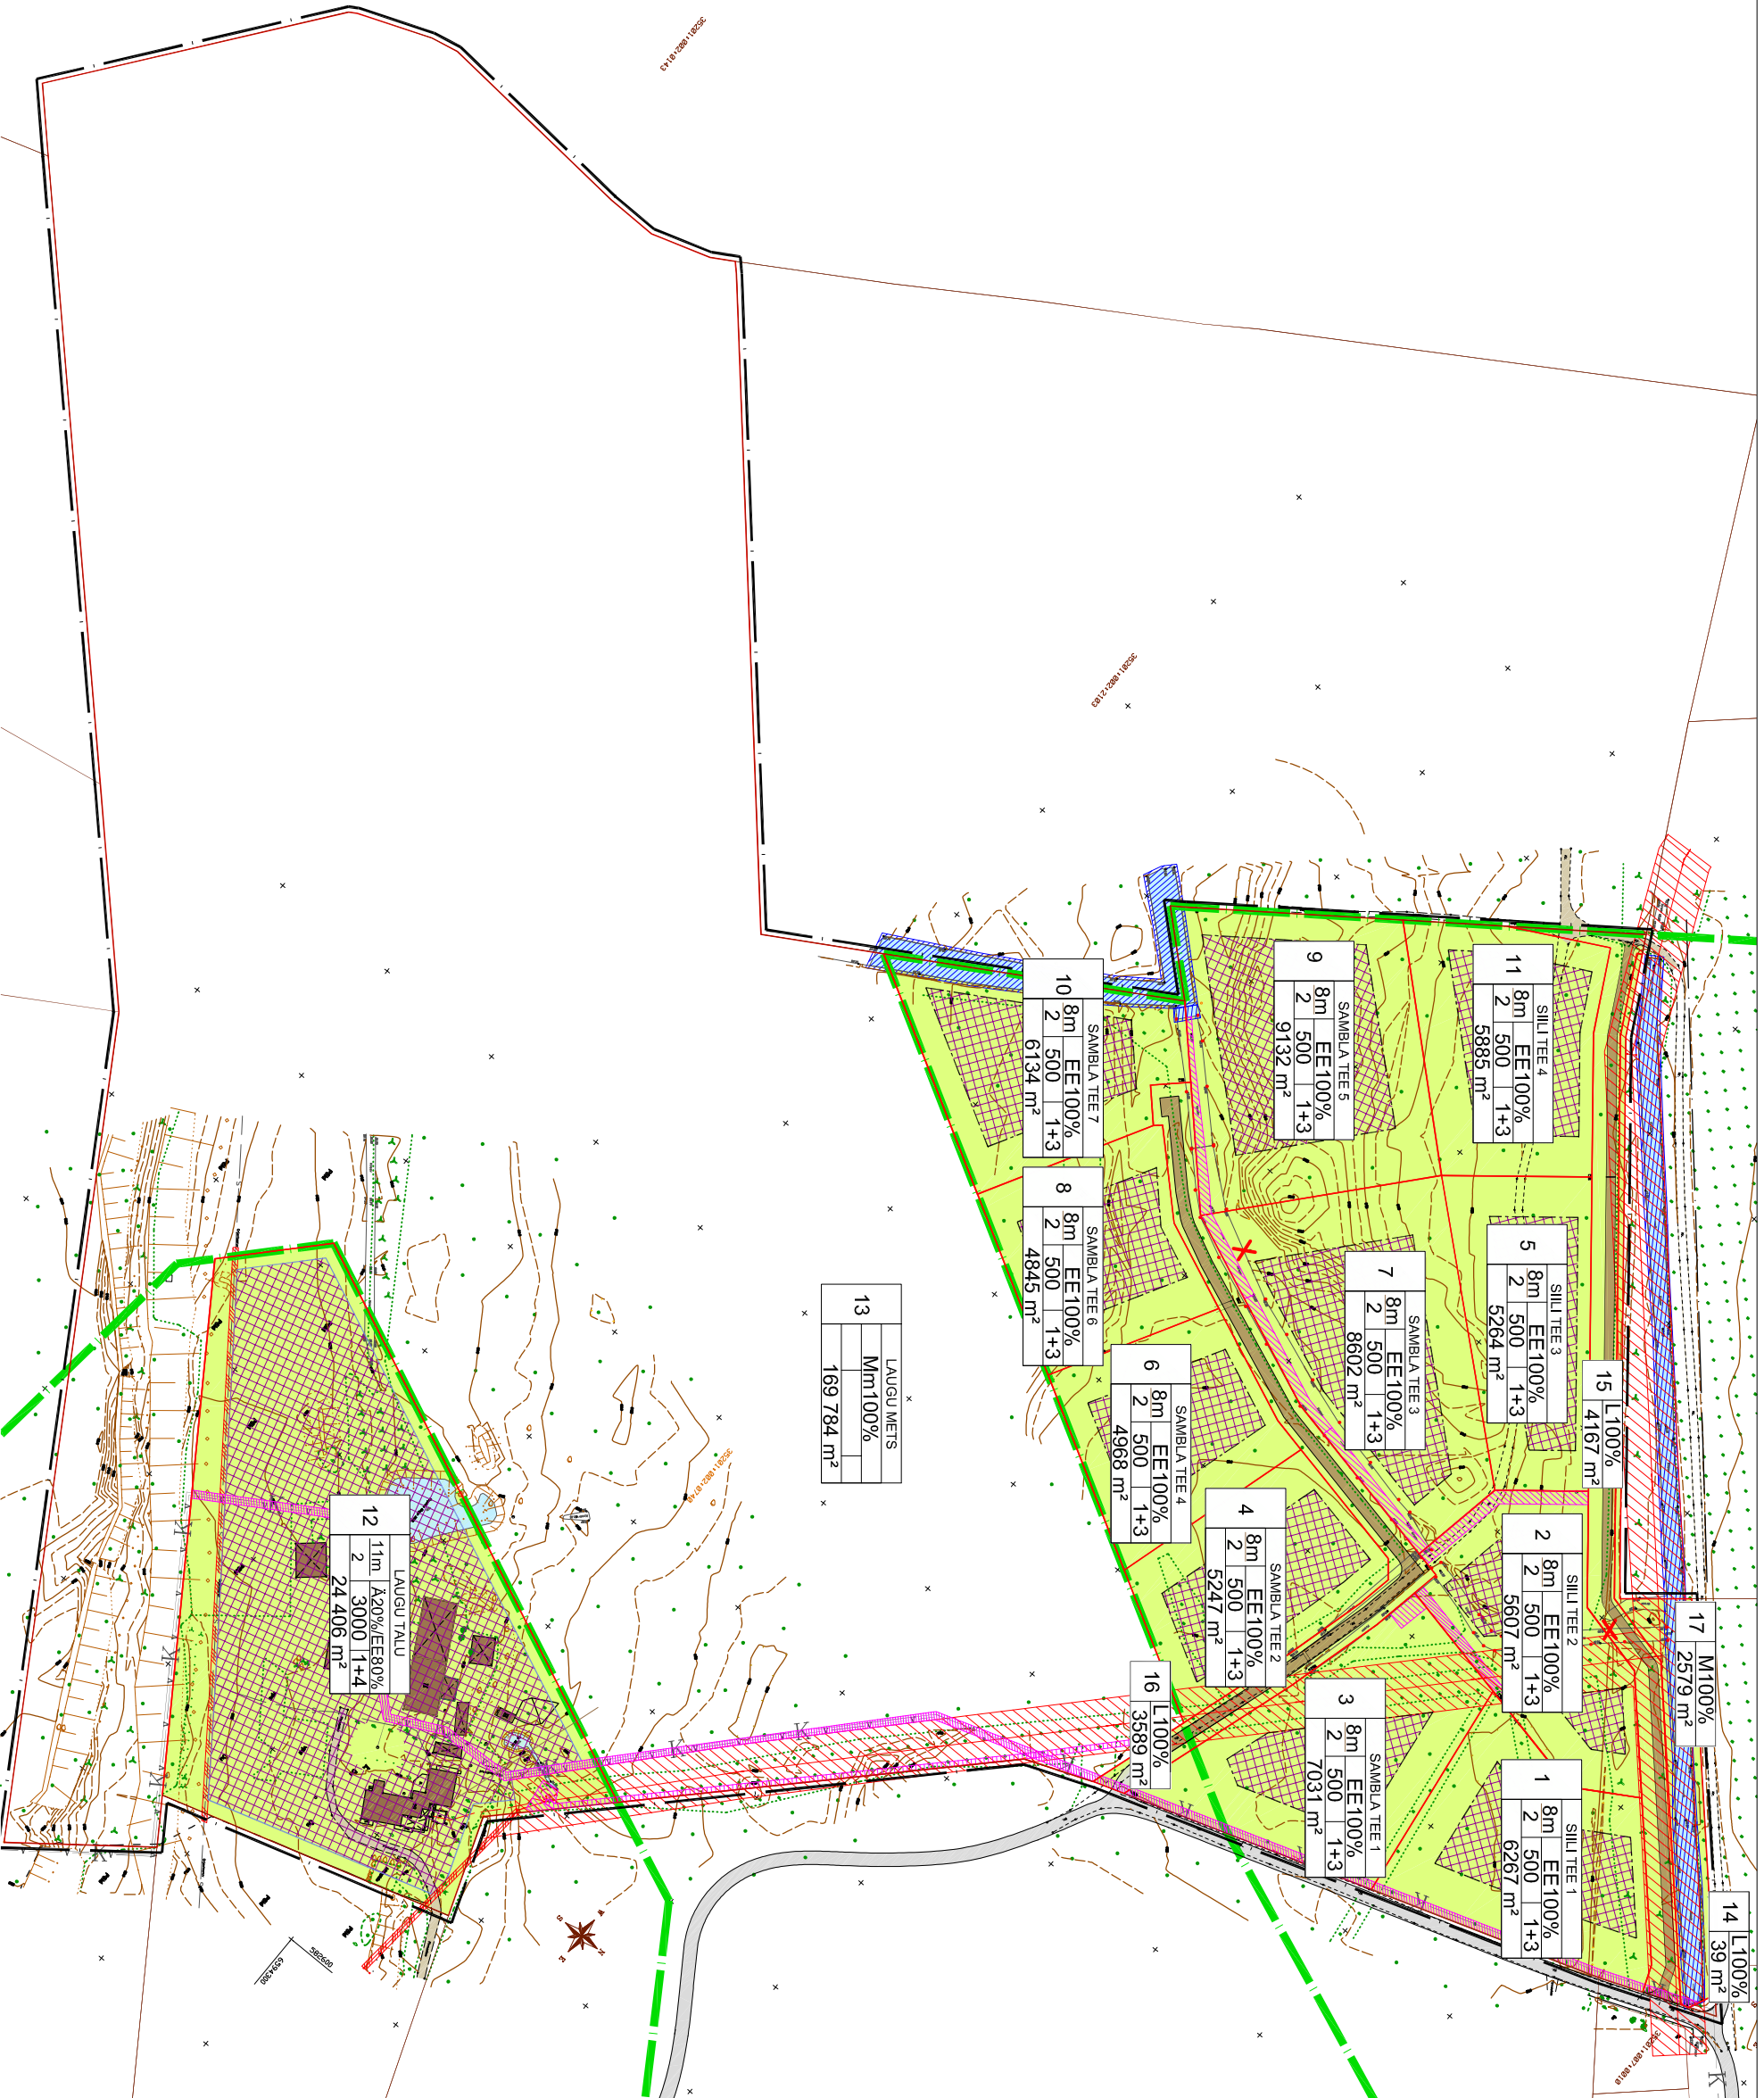 14
L100%
39 m²
17
M100%
2579 m²
15
L100%
4167 m²
16
L100%
3589 m²
1
SIILI TEE 1
8m EE100%
2 500 1+3
6267 m²
2
SIILI TEE 2
8m EE100%
2 500 1+3
5607 m²
5
SIILI TEE 3
8m EE100%
2 500 1+3
5264 m²
11
SIILI TEE 4
8m EE100%
2 500 1+3
5885 m²
3
SAMBLA TEE 1
8m EE100%
2 500 1+3
7031 m²
7
SAMBLA TEE 3
8m EE100%
2 500 1+3
8602 m²
9
SAMBLA TEE 5
8m EE100%
2 500 1+3
9132 m²
4
SAMBLA TEE 2
8m EE100%
2 500 1+3
5247 m²
6
SAMBLA TEE 4
8m EE100%
2 500 1+3
4968 m²
8
SAMBLA TEE 6
8m EE100%
2 500 1+3
4845 m²
10
SAMBLA TEE 7
8m EE100%
2 500 1+3
6134 m²
13
LAUGU METS
Mm100%
169 784 m²
12
LAUGU TALU
11m Ä20%/EE80%
2 3000 1+4
24 406 m²
35201:002:0143
35201:002:2103
6594300